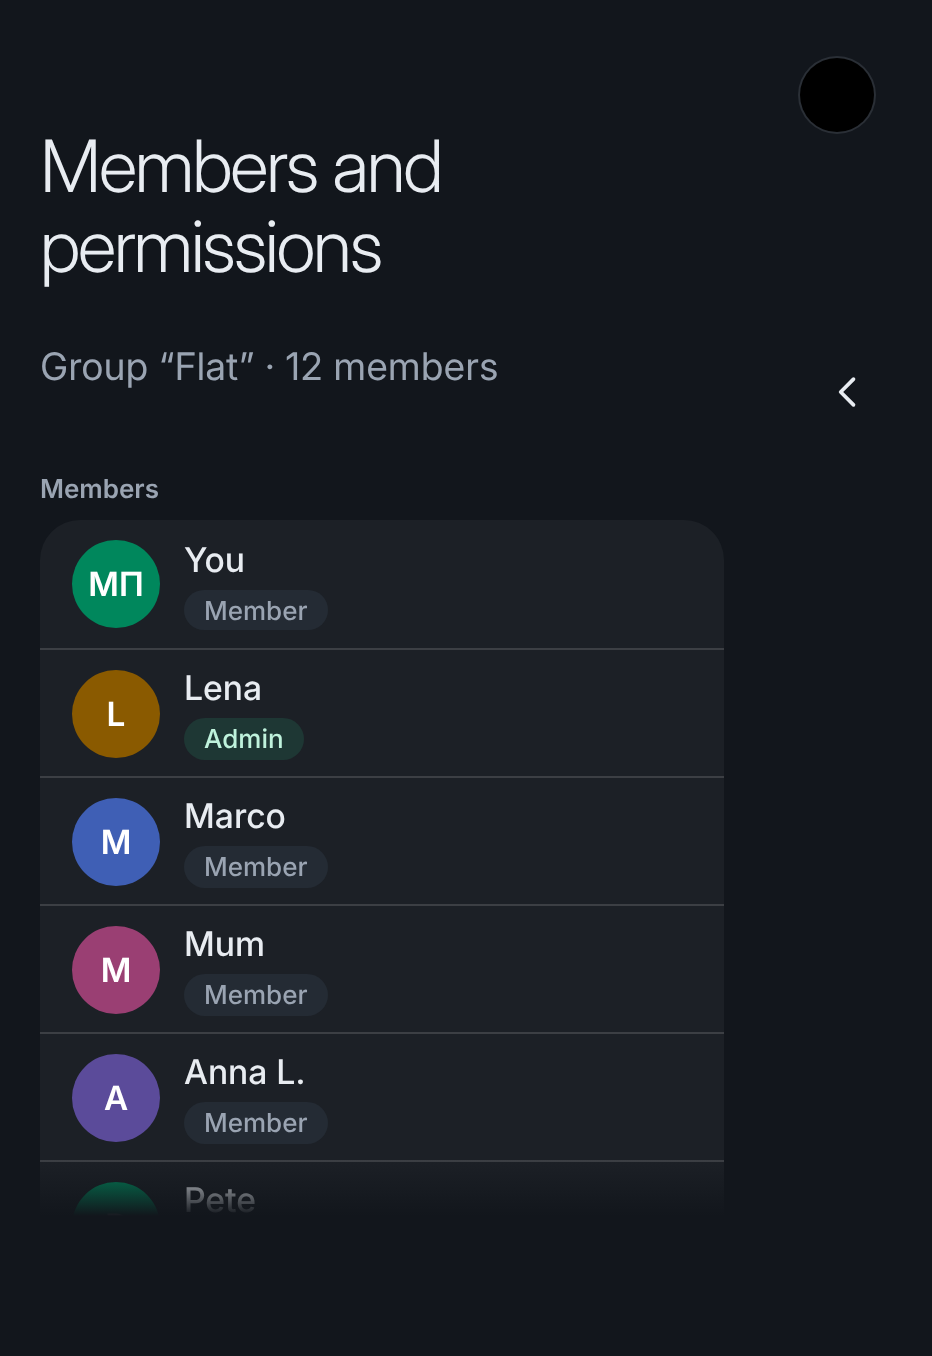 Members and
permissions
Group “Flat” · 12 members
Members
МП
You
Member
L
Lena
Admin
M
Marco
Member
M
Mum
Member
A
Anna L.
Member
Pete